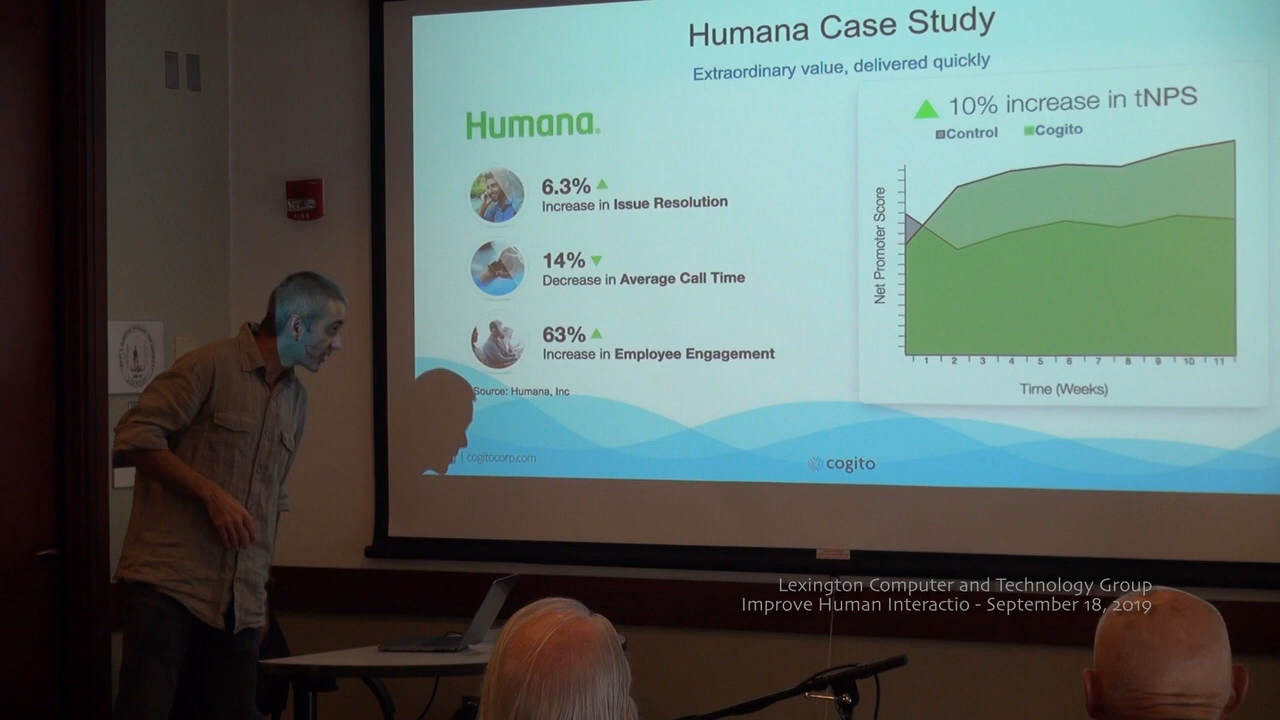 Humana Case Study
Extraordinary value, delivered quickly
Humana.
6.3%
Increase in Issue Resolution
14%
Decrease in Average Call Time
63%
Increase in Employee Engagement
Source: Humana, Inc
| cogitocorp.com
cogito
10% increase in tNPS
Control Cogito
Net Promoter Score
1 2 3 4 5 6 7 8 9 10 11
Time (Weeks)
Lexington Computer and Technology Group
Improve Human Interactio - September 18, 2019